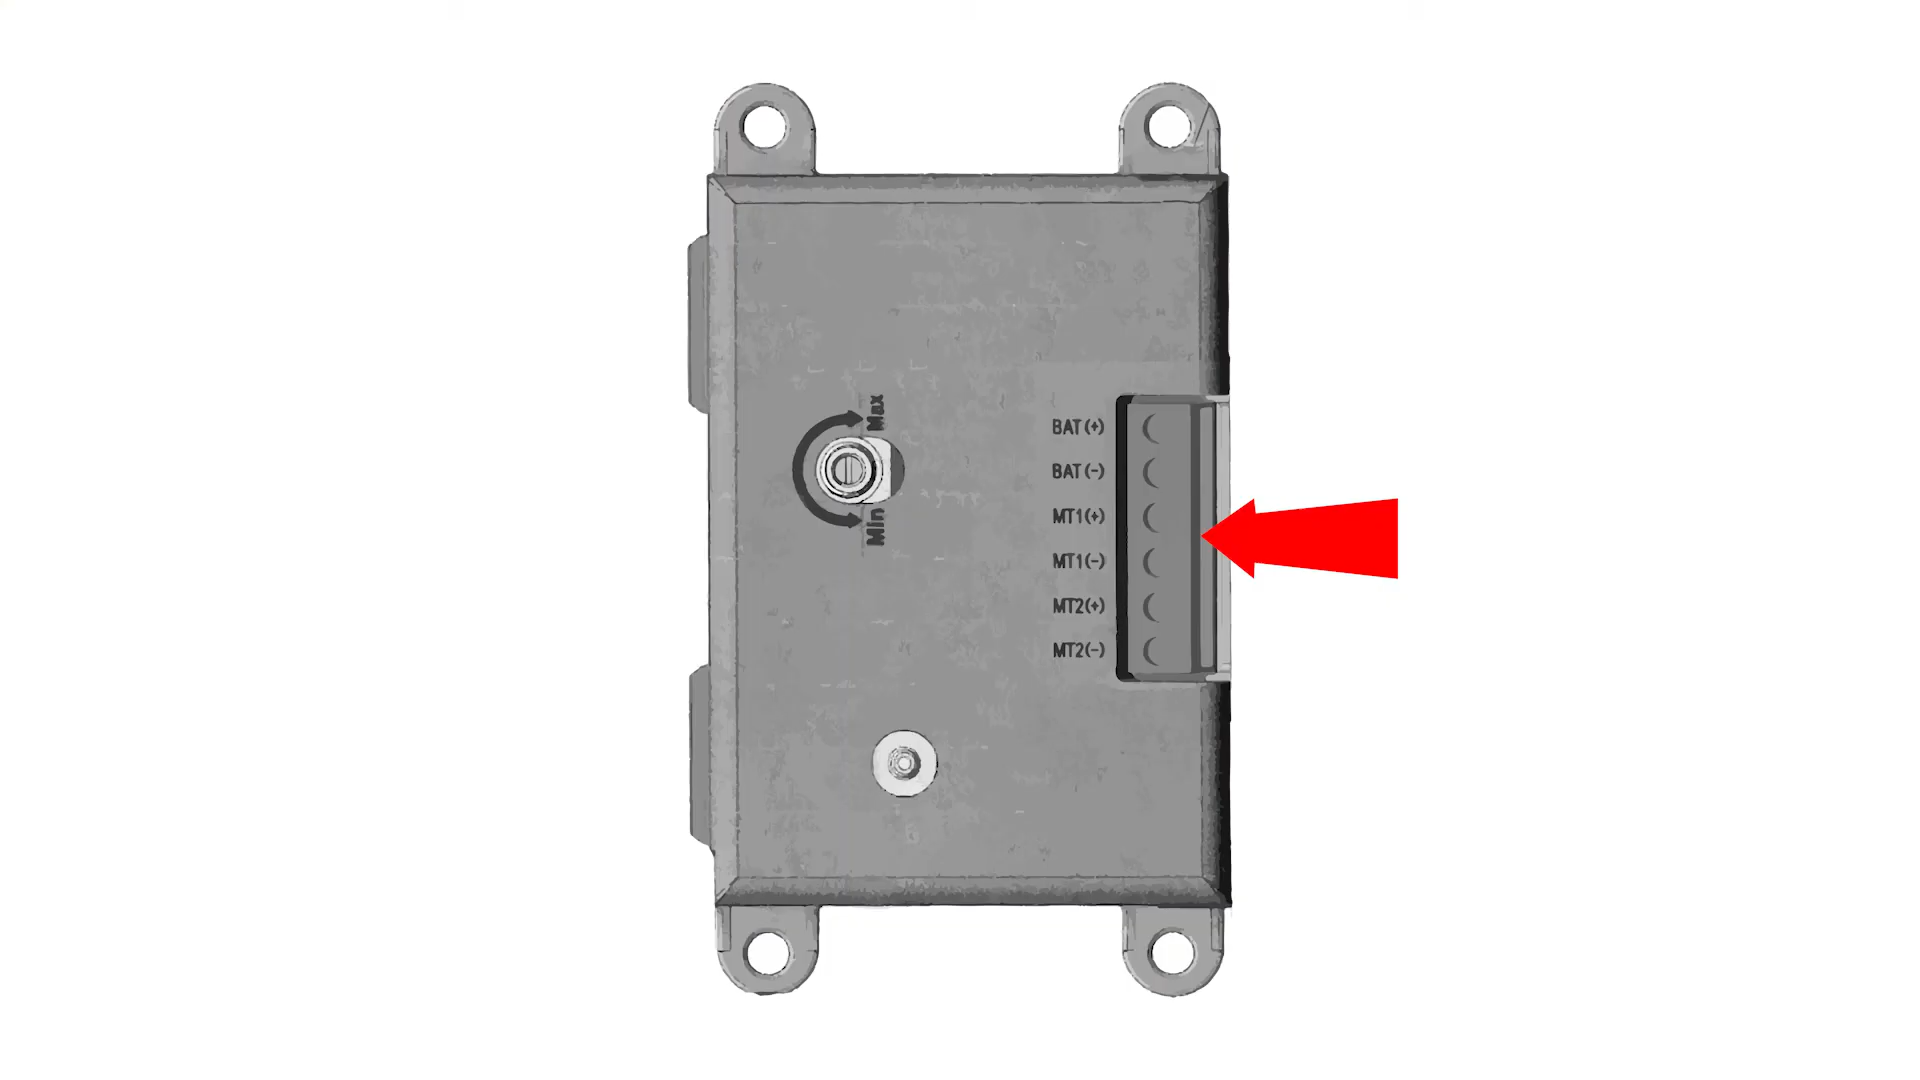 Max
Min
BAT(+)
BAT(-)
MT1(+)
MT1(-)
MT2(+)
MT2(-)